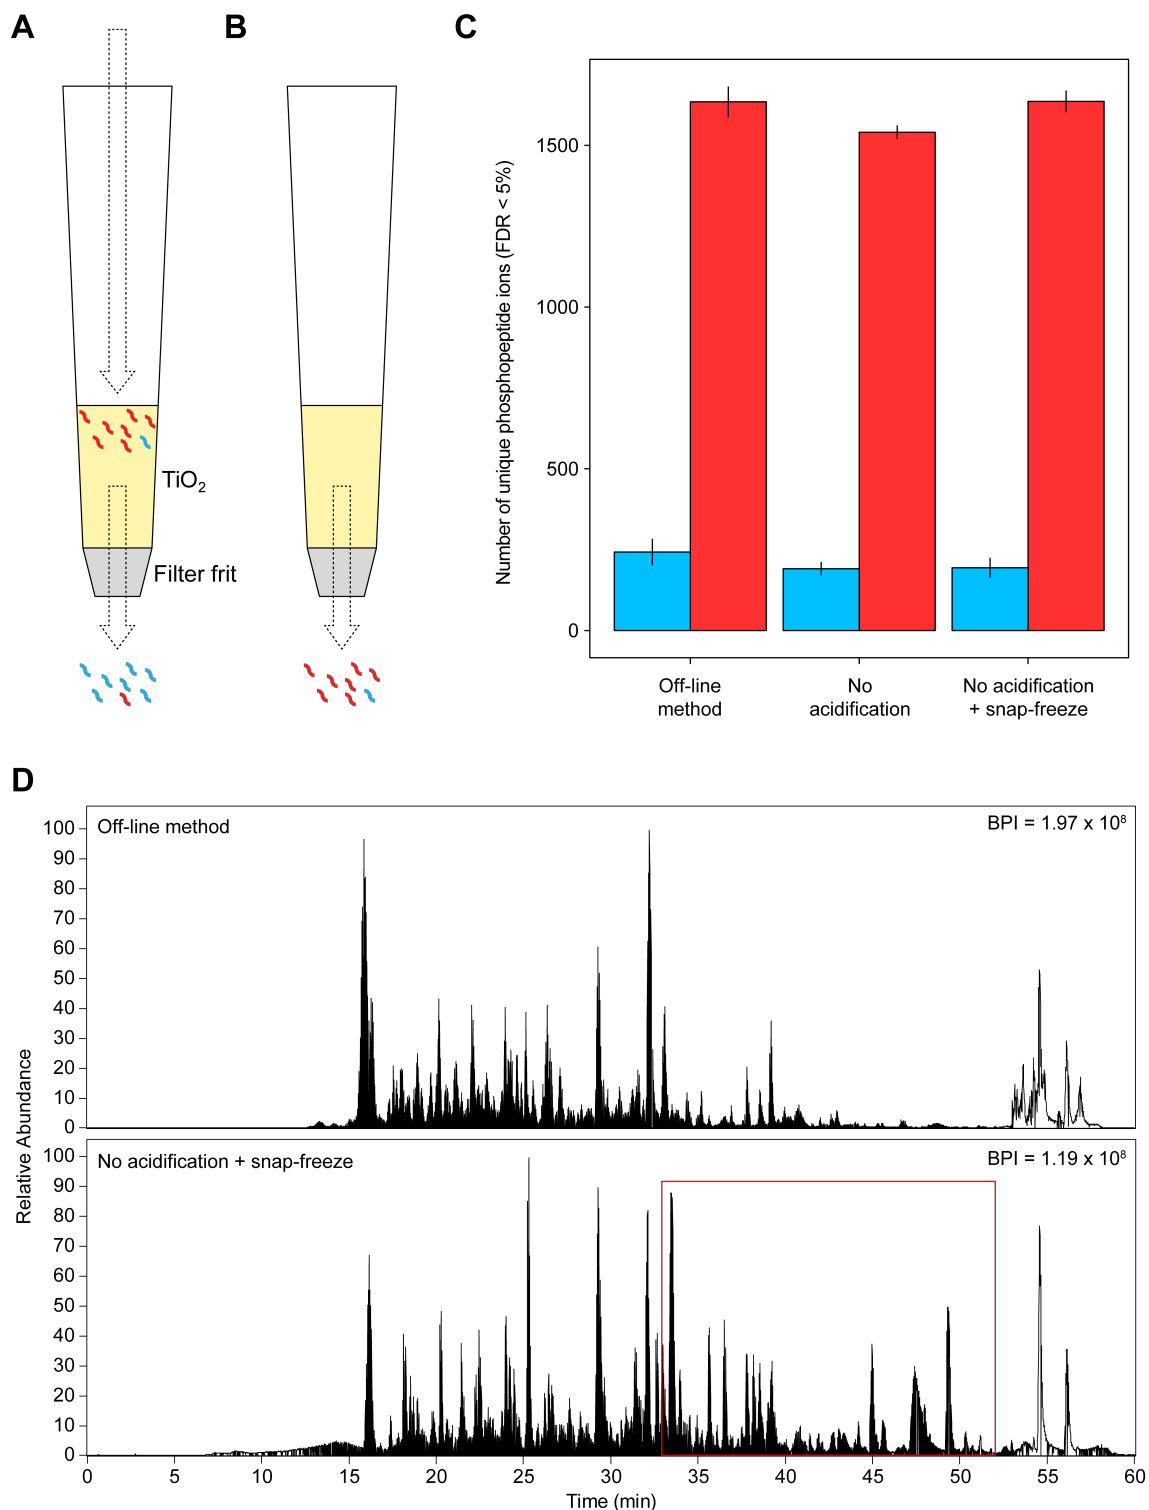 A
B
C
TiO₂
Filter frit
Number of unique phosphopeptide ions (FDR < 5%)
1500
1000
500
0
Off-line
method
No
acidification
No acidification
+ snap-freeze
D
Relative Abundance
Off-line method
BPI = 1.97 x 10⁸
100
90
80
70
60
50
40
30
20
10
0
No acidification + snap-freeze
BPI = 1.19 x 10⁸
100
90
80
70
60
50
40
30
20
10
0
0 5 10 15 20 25 30 35 40 45 50 55 60
Time (min)